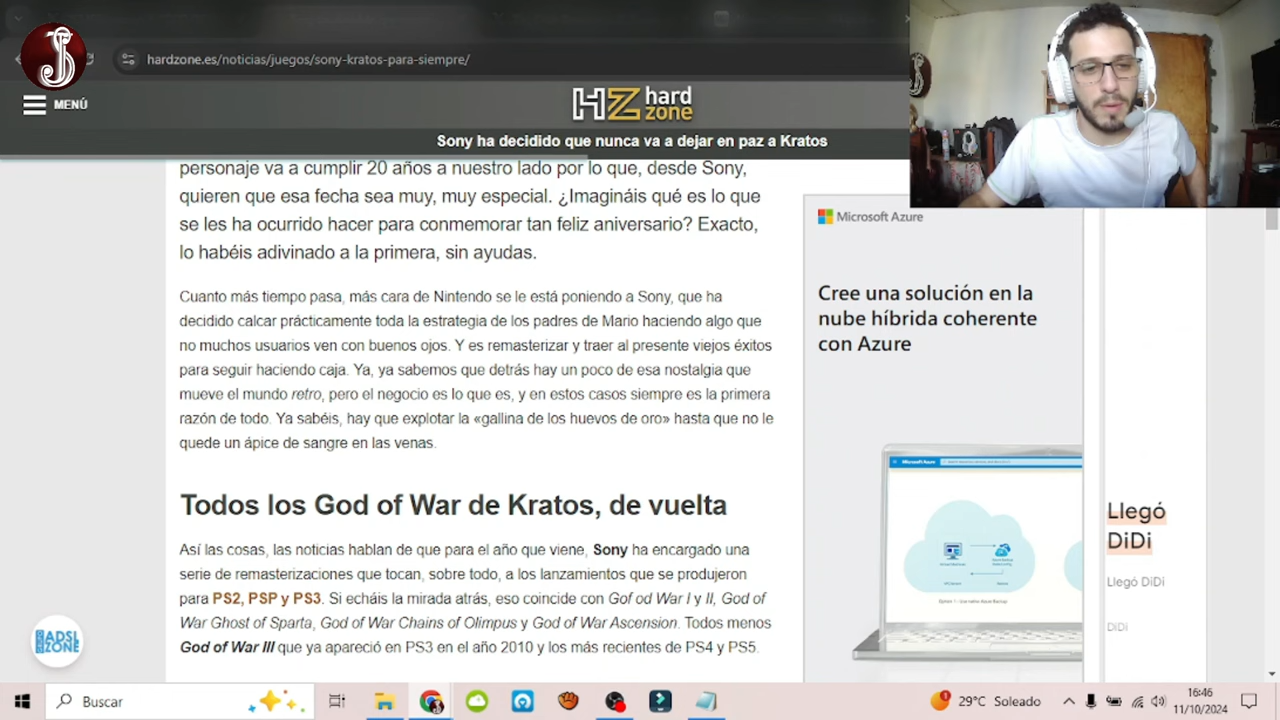 hardzone.es/noticias/juegos/sony-kratos-para-siempre/
MENÚ
HZ hard
zone
Sony ha decidido que nunca va a dejar en paz a Kratos
personaje va a cumplir 20 años a nuestro lado por lo que, desde Sony,
quieren que esa fecha sea muy, muy especial. ¿Imagináis qué es lo que
se les ha ocurrido hacer para conmemorar tan feliz aniversario? Exacto,
lo habéis adivinado a la primera, sin ayudas.
Cuanto más tiempo pasa, más cara de Nintendo se le está poniendo a Sony, que ha
decidido calcar prácticamente toda la estrategia de los padres de Mario haciendo algo que
no muchos usuarios ven con buenos ojos. Y es remasterizar y traer al presente viejos éxitos
para seguir haciendo caja. Ya, ya sabemos que detrás hay un poco de esa nostalgia que
mueve el mundo retro, pero el negocio es lo que es, y en estos casos siempre es la primera
razón de todo. Ya sabéis, hay que explotar la «gallina de los huevos de oro» hasta que no le
quede un ápice de sangre en las venas.
Todos los God of War de Kratos, de vuelta
Así las cosas, las noticias hablan de que para el año que viene, Sony ha encargado una
serie de remasterizaciones que tocan, sobre todo, a los lanzamientos que se produjeron
para PS2, PSP y PS3. Si echáis la mirada atrás, eso coincide con Gof od War I y II, God of
War Ghost of Sparta, God of War Chains of Olimpus y God of War Ascension. Todos menos
God of War III que ya apareció en PS3 en el año 2010 y los más recientes de PS4 y PS5.
Microsoft Azure
Cree una solución en la
nube híbrida coherente
con Azure
Microsoft Azure
Llegó
DiDi
Llegó DiDi
DiDi
ADSL
ZONE
Buscar
1
29°C Soleado
16:46
11/10/2024